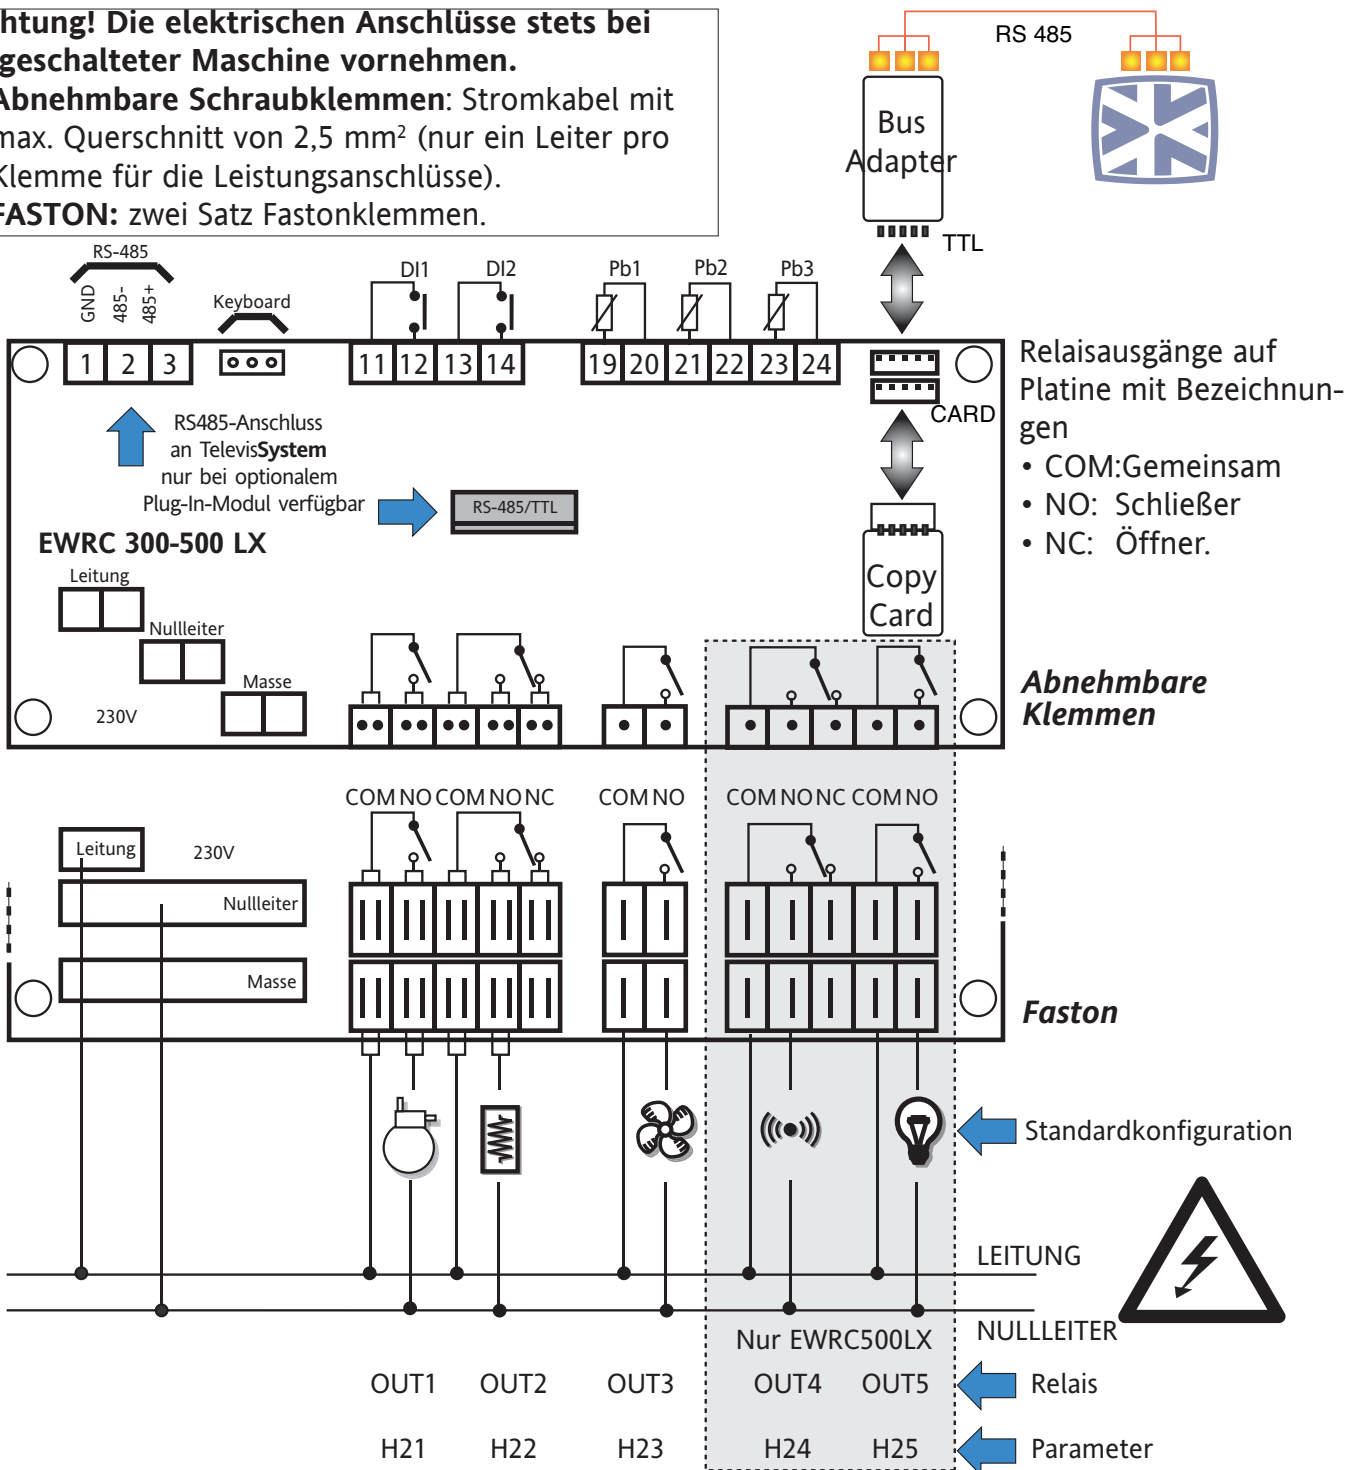 htung! Die elektrischen Anschlüsse stets bei
geschalteter Maschine vornehmen.
Abnehmbare Schraubklemmen: Stromkabel mit
max. Querschnitt von 2,5 mm² (nur ein Leiter pro
Klemme für die Leistungsanschlüsse).
FASTON: zwei Satz Fastonklemmen.
RS 485
Bus
Adapter
TTL
RS-485
GND
485-
485+
Keyboard
DI1
DI2
Pb1
Pb2
Pb3
1 2 3
11 12 13 14
19 20 21 22 23 24
CARD
Relaisausgänge auf
Platine mit Bezeichnun-
gen
• COM:Gemeinsam
• NO: Schließer
• NC: Öffner.
RS485-Anschluss
an TelevisSystem
nur bei optionalem
Plug-In-Modul verfügbar
RS-485/TTL
EWRC 300-500 LX
Copy
Card
Leitung
Nullleiter
Masse
230V
Abnehmbare
Klemmen
COM NO COM NO NC COM NO COM NO NC COM NO
Leitung
230V
Nullleiter
Masse
Faston
Standardkonfiguration
LEITUNG
NULLLEITER
Nur EWRC500LX
OUT1 OUT2 OUT3 OUT4 OUT5 Relais
H21 H22 H23 H24 H25 Parameter